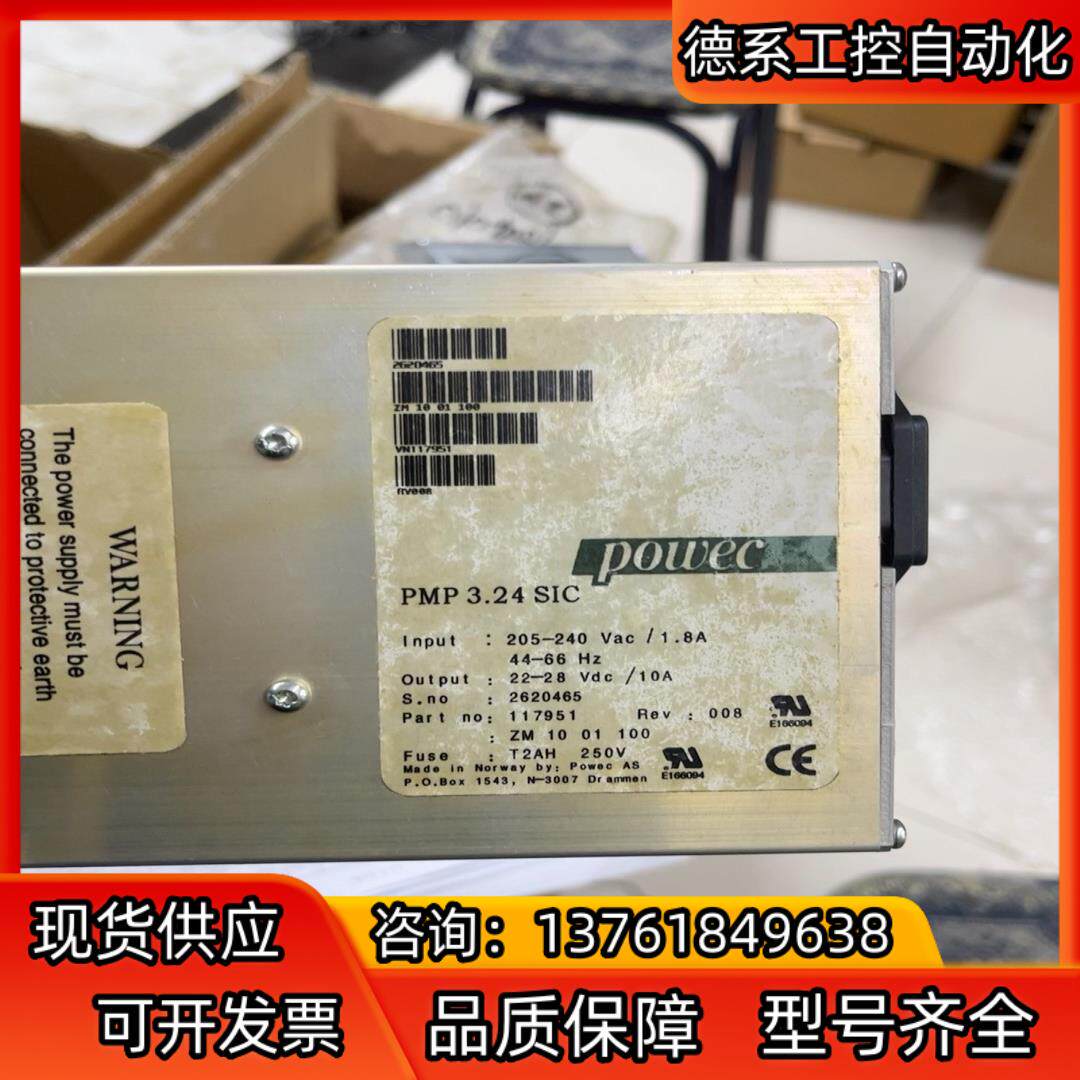 德系工控自动化
2620465
ZM 10 01 100
VN117951
RV008
powec
PMP 3.24 SIC
Input : 205-240 Vac /1.8A
44-66 Hz
Output : 22-28 Vdc /10A
S.no : 2620465
Part no: 117951 Rev : 008
: ZM 10 01 100
Fuse : T2AH 250V
Made in Norway by: Powec AS
P.O.Box 1543, N-3007 Drammen
E166094
E166094
CE
WARNING
The power supply must be
connected to protective earth
现货供应
咨询：13761849638
可开发票
品质保障
型号齐全